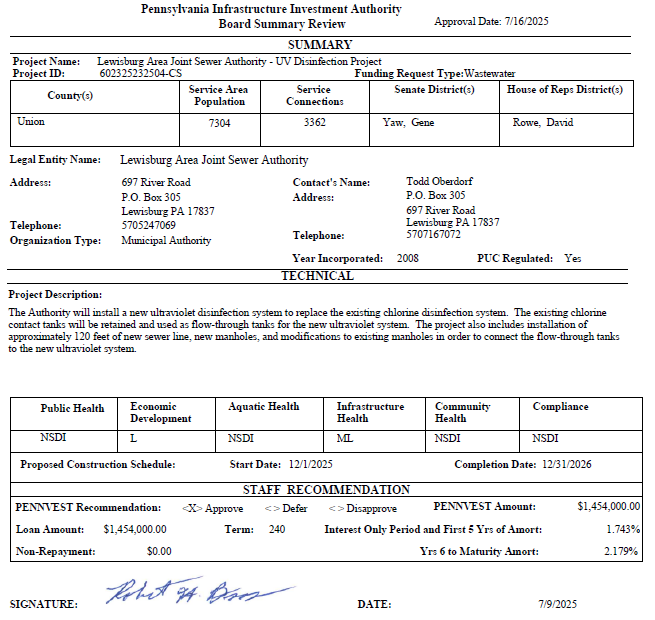 Pennsylvania Infrastructure Investment Authority
Board Summary Review
Approval Date: 7/16/2025
SUMMARY
Project Name: Lewisburg Area Joint Sewer Authority - UV Disinfection Project
Project ID: 602325232504-CS Funding Request Type: Wastewater
County(s) Service Area Population Service Connections Senate District(s) House of Reps District(s)
Union 7304 3362 Yaw, Gene Rowe, David
Legal Entity Name: Lewisburg Area Joint Sewer Authority
Address: 697 River Road
P.O. Box 305
Lewisburg PA 17837
Telephone: 5705247069
Organization Type: Municipal Authority
Contact's Name: Todd Oberdorf
Address: P.O. Box 305
697 River Road
Lewisburg PA 17837
Telephone: 5707167072
Year Incorporated: 2008 PUC Regulated: Yes
TECHNICAL
Project Description:
The Authority will install a new ultraviolet disinfection system to replace the existing chlorine disinfection system. The existing chlorine
contact tanks will be retained and used as flow-through tanks for the new ultraviolet system. The project also includes installation of
approximately 120 feet of new sewer line, new manholes, and modifications to existing manholes in order to connect the flow-through tanks
to the new ultraviolet system.
Public Health Economic Development Aquatic Health Infrastructure Health Community Health Compliance
NSDI L NSDI ML NSDI NSDI
Proposed Construction Schedule: Start Date: 12/1/2025 Completion Date: 12/31/2026
STAFF RECOMMENDATION
PENNVEST Recommendation: <X> Approve < > Defer < > Disapprove PENNVEST Amount: $1,454,000.00
Loan Amount: $1,454,000.00 Term: 240 Interest Only Period and First 5 Yrs of Amort: 1.743%
Non-Repayment: $0.00 Yrs 6 to Maturity Amort: 2.179%
SIGNATURE: DATE: 7/9/2025